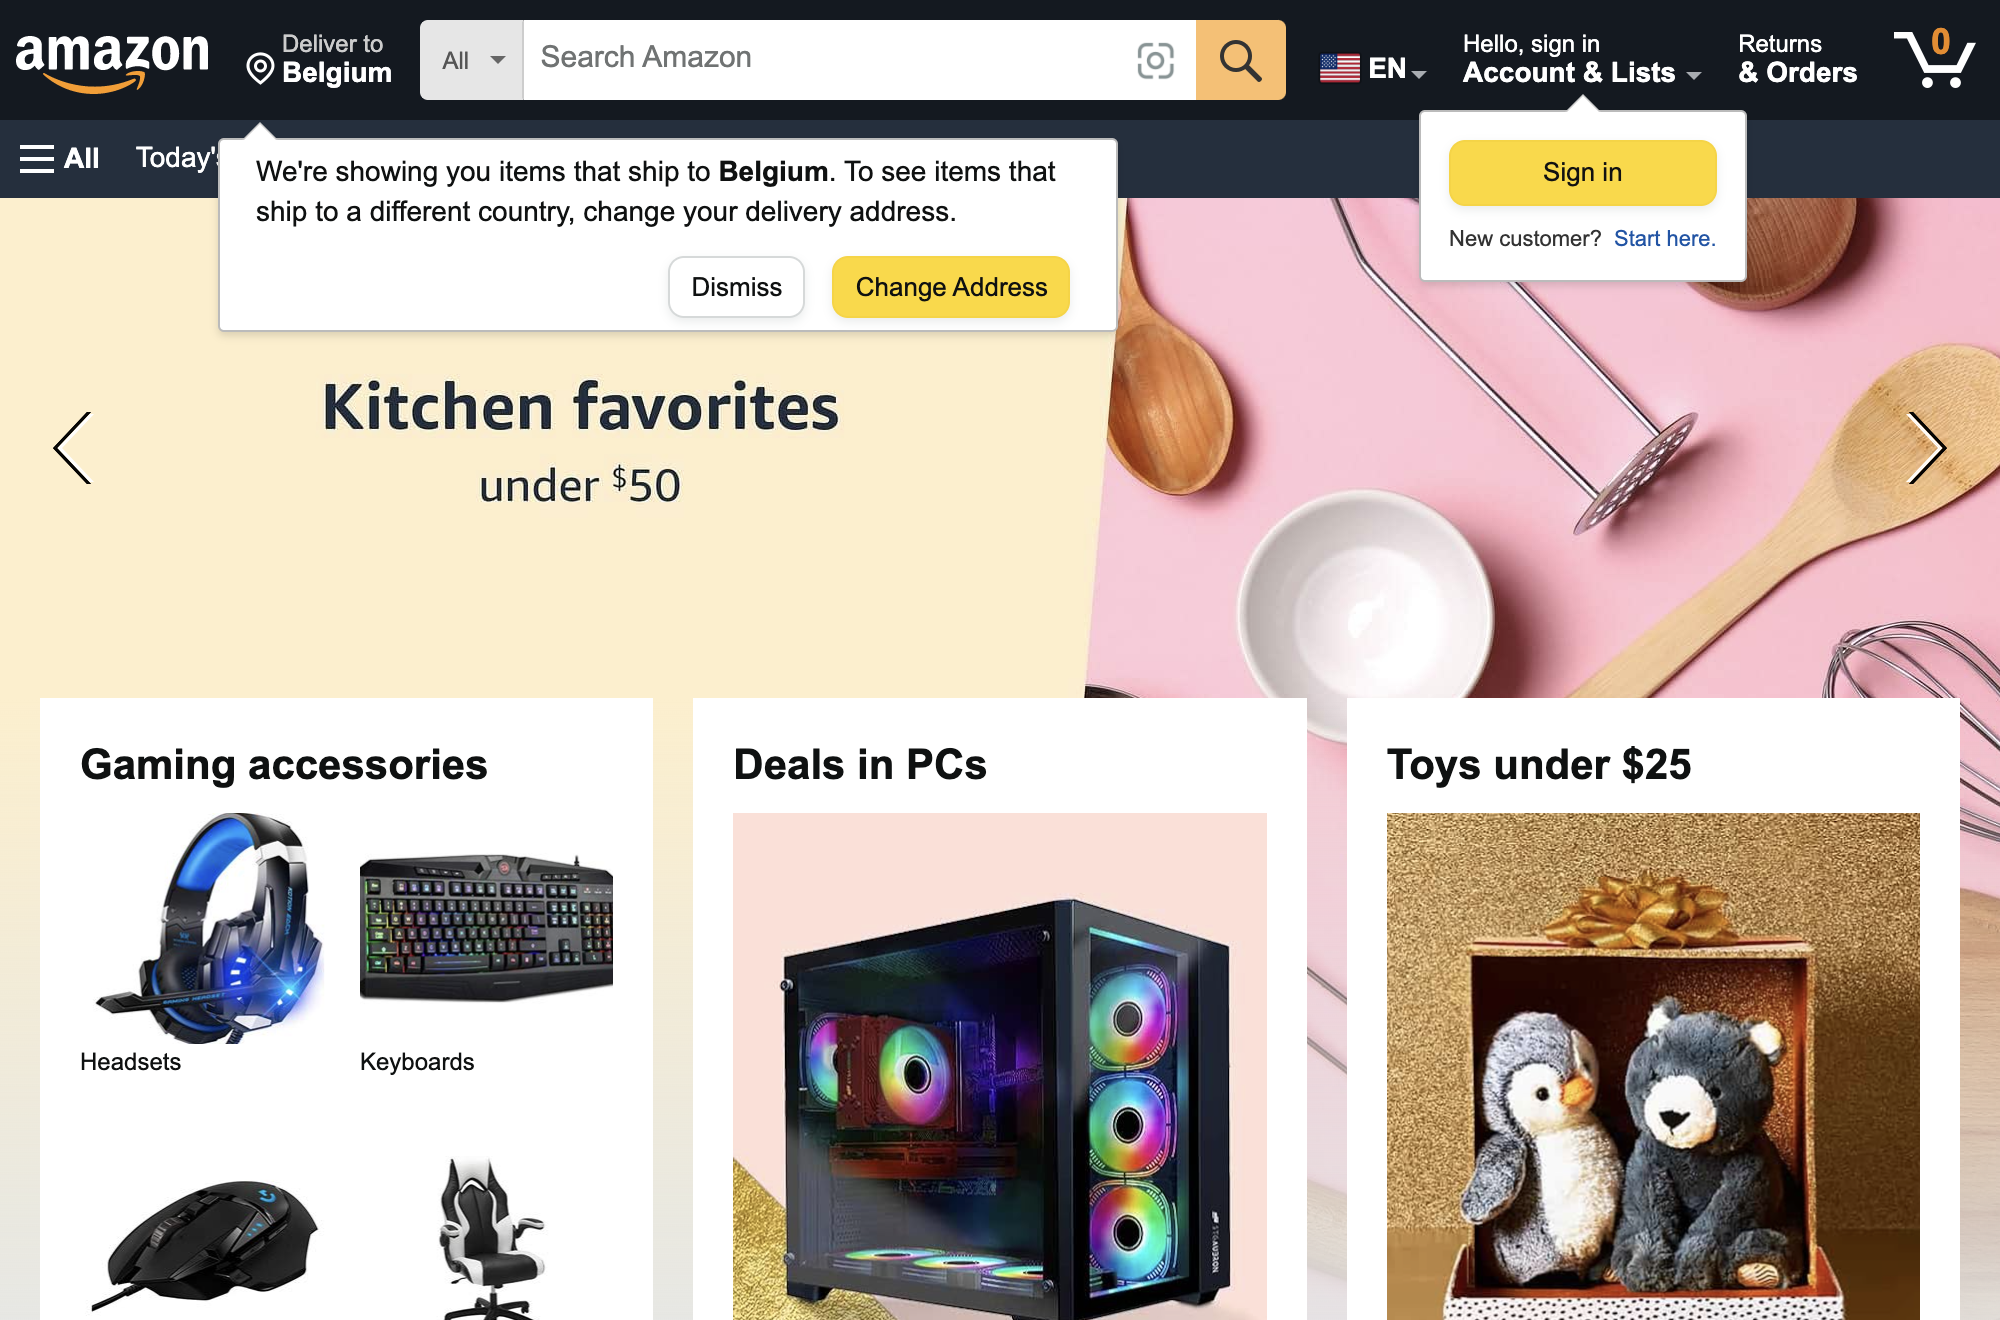 amazon
Deliver to
Belgium
All
Search Amazon
EN
Hello, sign in
Account & Lists
Returns
& Orders
0
All
Today's
We're showing you items that ship to Belgium. To see items that
ship to a different country, change your delivery address.
Dismiss
Change Address
Sign in
New customer? Start here.
Kitchen favorites
under $50
Gaming accessories
Deals in PCs
Toys under $25
GAMING HEADSET
Headsets
Keyboards